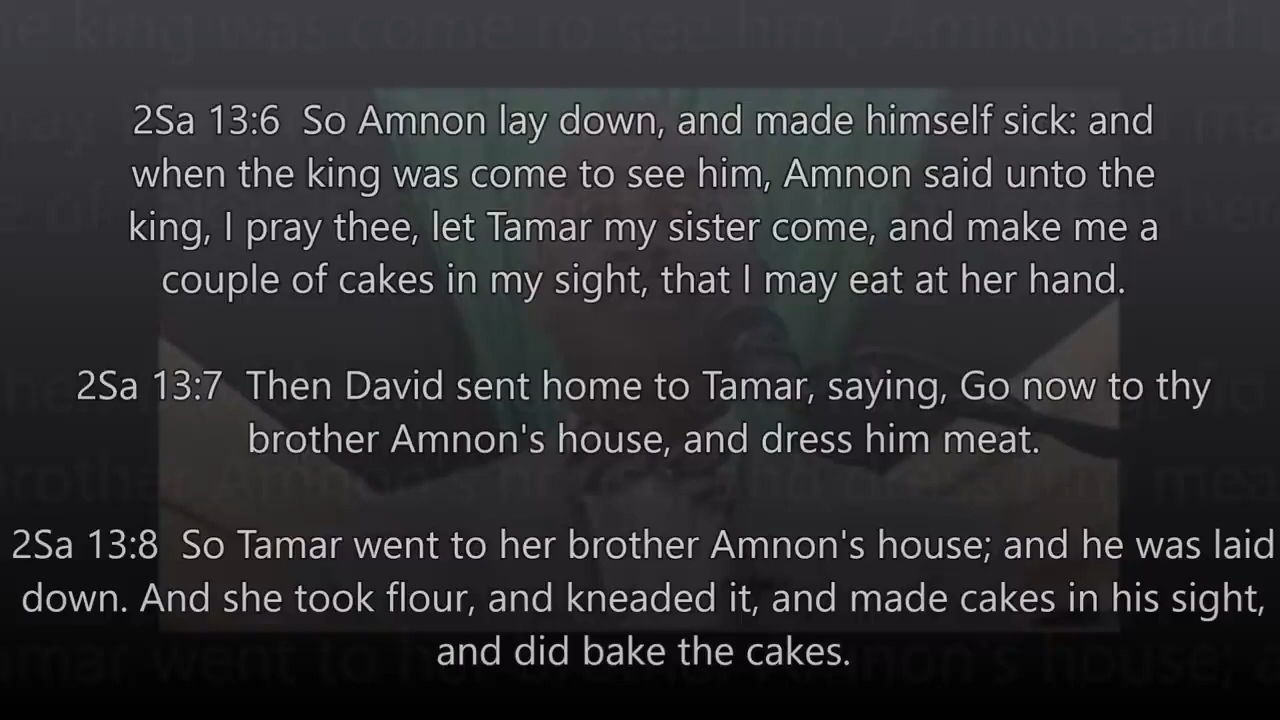 2Sa 13:6 So Amnon lay down, and made himself sick: and
when the king was come to see him, Amnon said unto the
king, I pray thee, let Tamar my sister come, and make me a
couple of cakes in my sight, that I may eat at her hand.
2Sa 13:7 Then David sent home to Tamar, saying, Go now to thy
brother Amnon's house, and dress him meat.
2Sa 13:8 So Tamar went to her brother Amnon's house; and he was laid
down. And she took flour, and kneaded it, and made cakes in his sight,
and did bake the cakes.